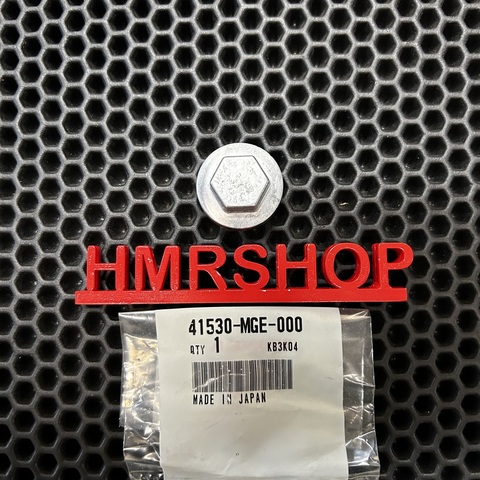 HMRSHOP
41530-MGE-000
QTY 1 KB3K04
MADE IN JAPAN